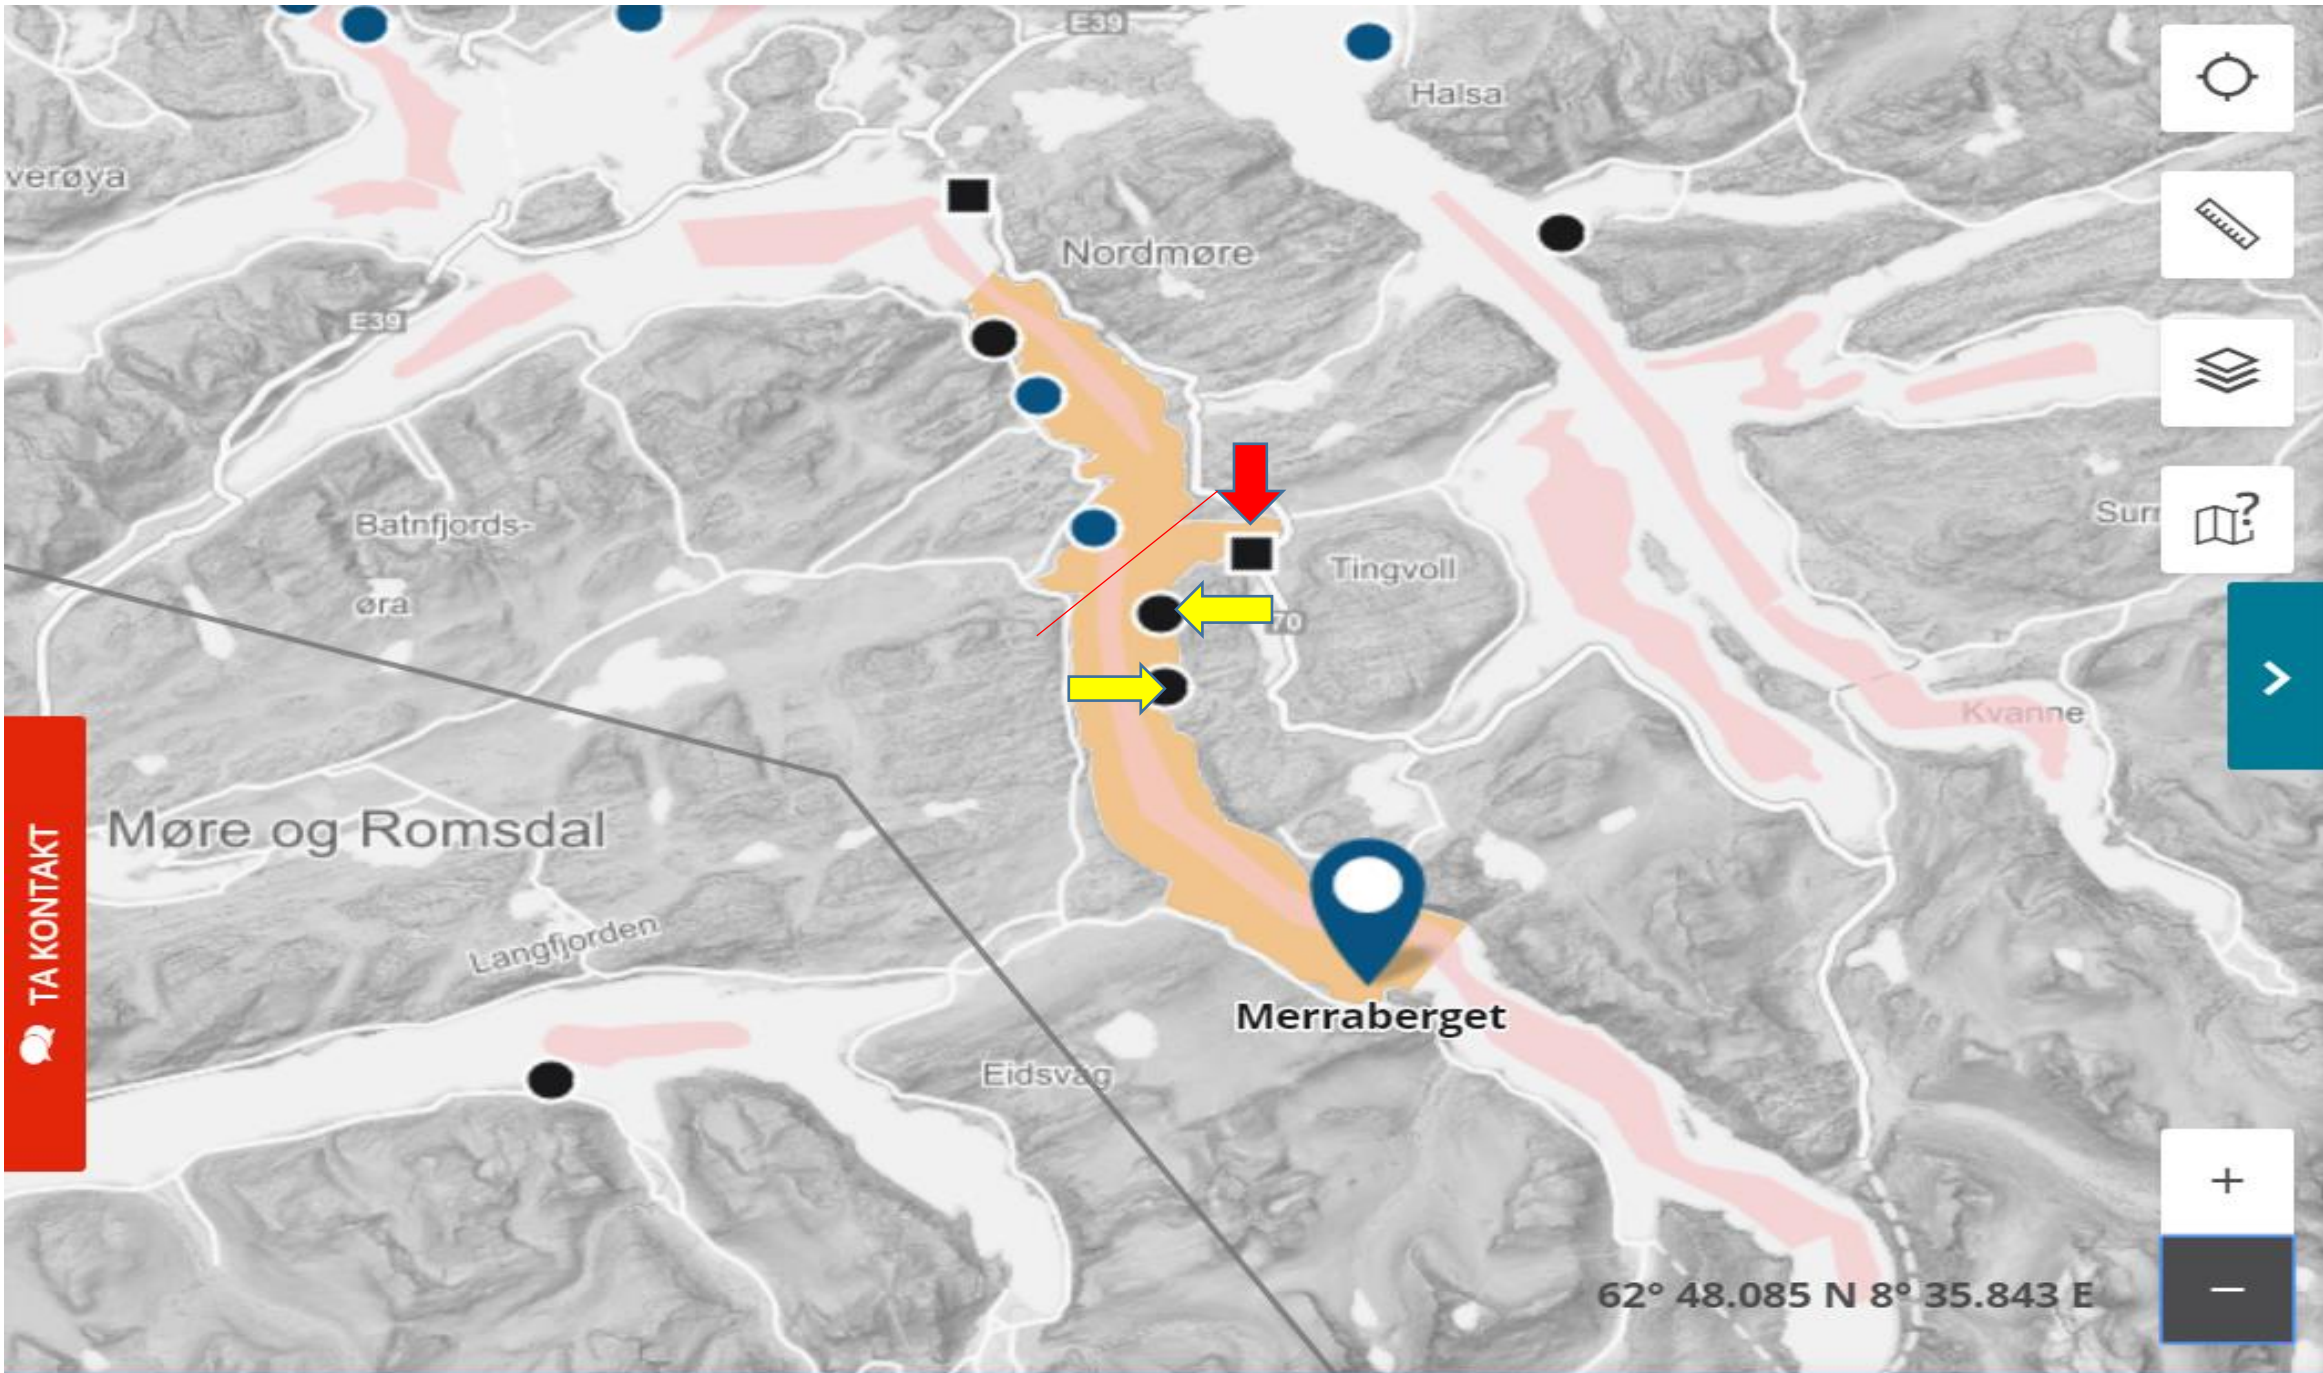 E39
Halsa
verøya
Nordmøre
E39
Batnfjords-
øra
Tingvoll
70
Surr
?
Kvanne
Møre og Romsdal
TA KONTAKT
Langfjorden
Merraberget
Eidsvåg
+
62° 48.085 N 8° 35.843 E
−